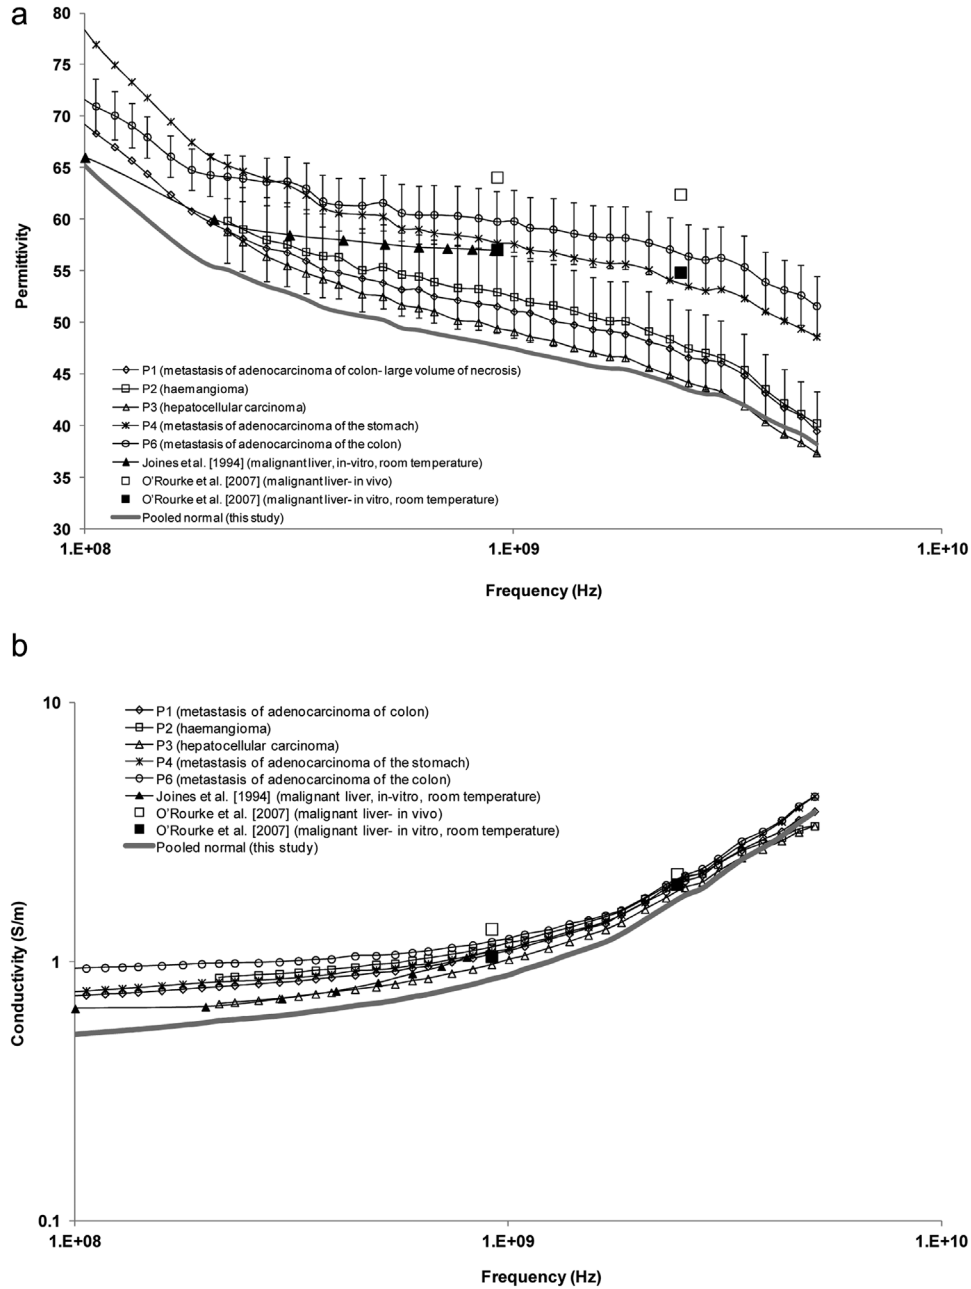 a
80
75
70
65
60
55
50
45
40
35
30
Permittivity
P1 (metastasis of adenocarcinoma of colon- large volume of necrosis)
P2 (haemangioma)
P3 (hepatocellular carcinoma)
P4 (metastasis of adenocarcinoma of the stomach)
P6 (metastasis of adenocarcinoma of the colon)
Joines et al. [1994] (malignant liver, in-vitro, room temperature)
O'Rourke et al. [2007] (malignant liver- in vivo)
O'Rourke et al. [2007] (malignant liver- in vitro, room temperature)
Pooled normal (this study)
1.E+08 1.E+09 1.E+10
Frequency (Hz)
b
10
1
0.1
Conductivity (S/m)
P1 (metastasis of adenocarcinoma of colon)
P2 (haemangioma)
P3 (hepatocellular carcinoma)
P4 (metastasis of adenocarcinoma of the stomach)
P6 (metastasis of adenocarcinoma of the colon)
Joines et al. [1994] (malignant liver, in-vitro, room temperature)
O'Rourke et al. [2007] (malignant liver- in vivo)
O'Rourke et al. [2007] (malignant liver- in vitro, room temperature)
Pooled normal (this study)
1.E+08 1.E+09 1.E+10
Frequency (Hz)